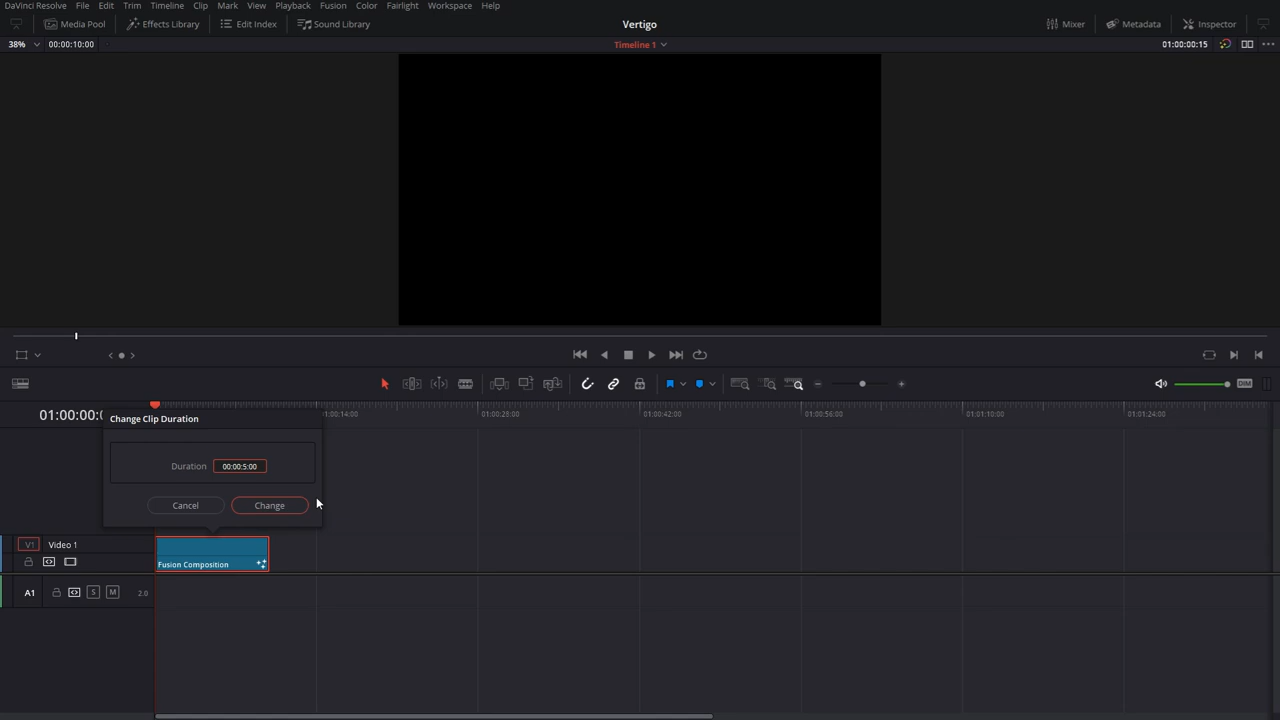 DaVinci Resolve File Edit Trim Timeline Clip Mark View Playback Fusion Color Fairlight Workspace Help
Media Pool Effects Library Edit Index Sound Library Vertigo Mixer Metadata Inspector
38% 00:00:10:00 Timeline 1 01:00:00:15
DIM
01:00:00:0 0:14:00 01:00:28:00 01:00:42:00 01:00:56:00 01:01:10:00 01:01:24:00
Change Clip Duration
Duration 00:00:5:00
Cancel Change
V1 Video 1
Fusion Composition
A1 S M 2.0